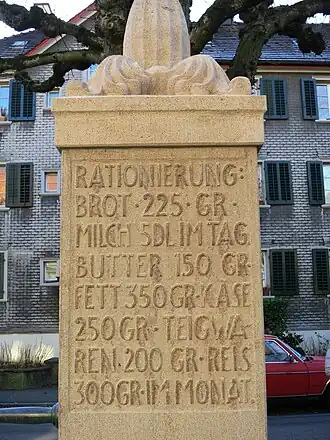 RATIONIERUNG:
BROT · 225 · GR ·
MILCH 5DL IM TAG.
BUTTER 150 GR
FETT 350 GR · KÄSE
250 GR · TEIGWA
REN · 200 GR · REIS
300 GR · IM MONAT.